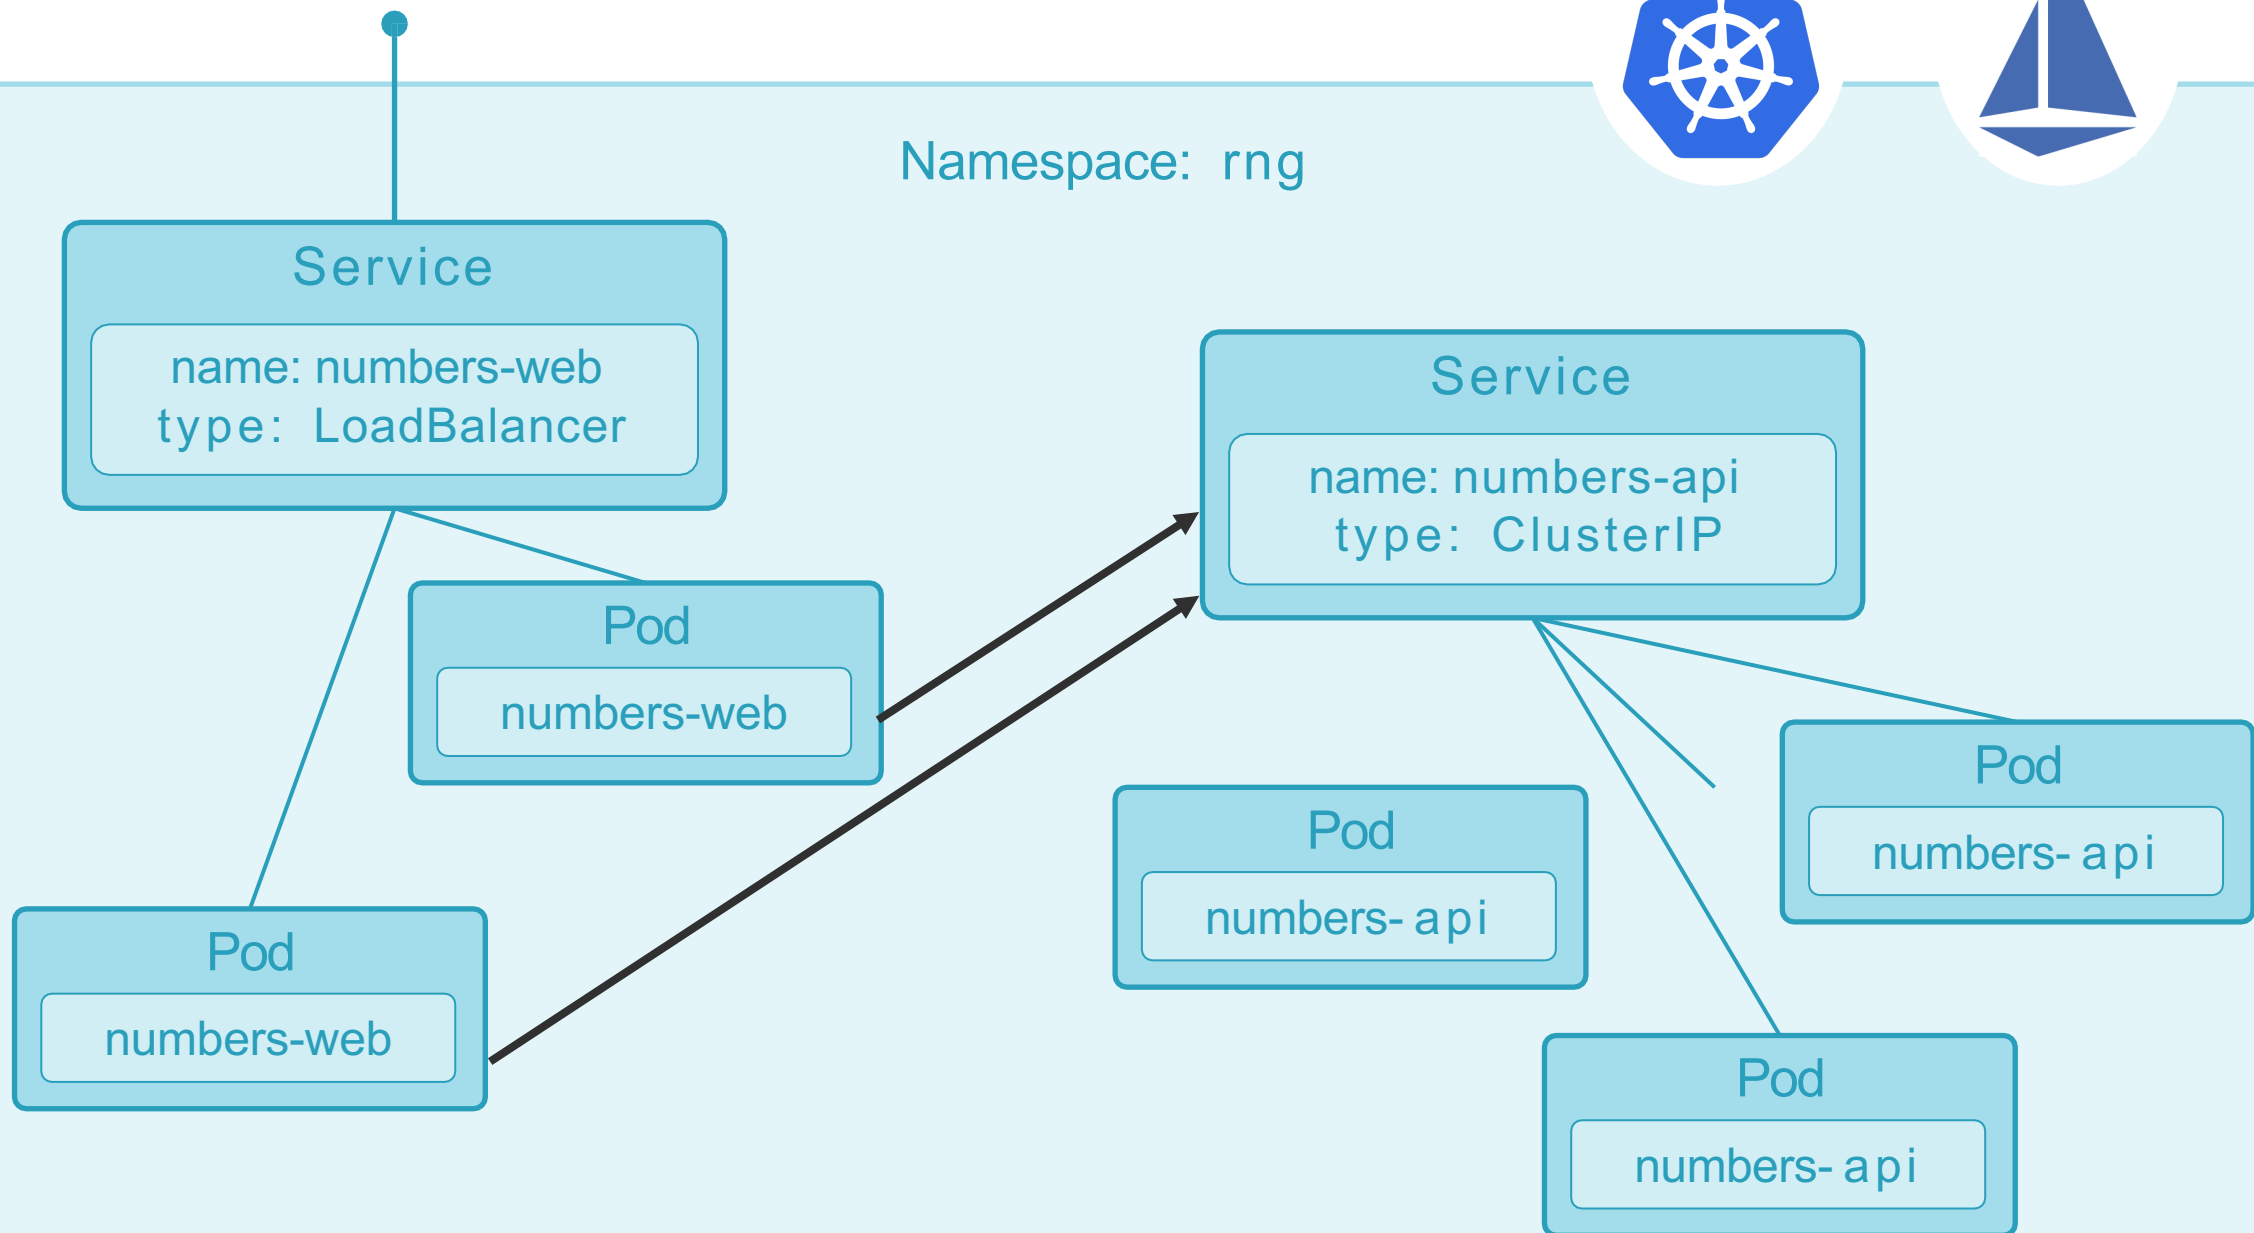 Namespace: rng
Service
name: numbers-web
type: LoadBalancer
Service
name: numbers-api
type: ClusterIP
Pod
numbers-web
Pod
numbers-api
Pod
numbers-api
Pod
numbers-web
Pod
numbers-api